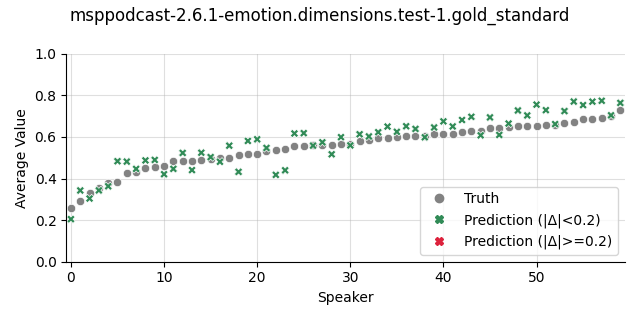 msppodcast-2.6.1-emotion.dimensions.test-1.gold_standard
1.0
0.8
0.6
0.4
0.2
0.0
Average Value
Truth
Prediction (|Δ|<0.2)
Prediction (|Δ|>=0.2)
0 10 20 30 40 50
Speaker